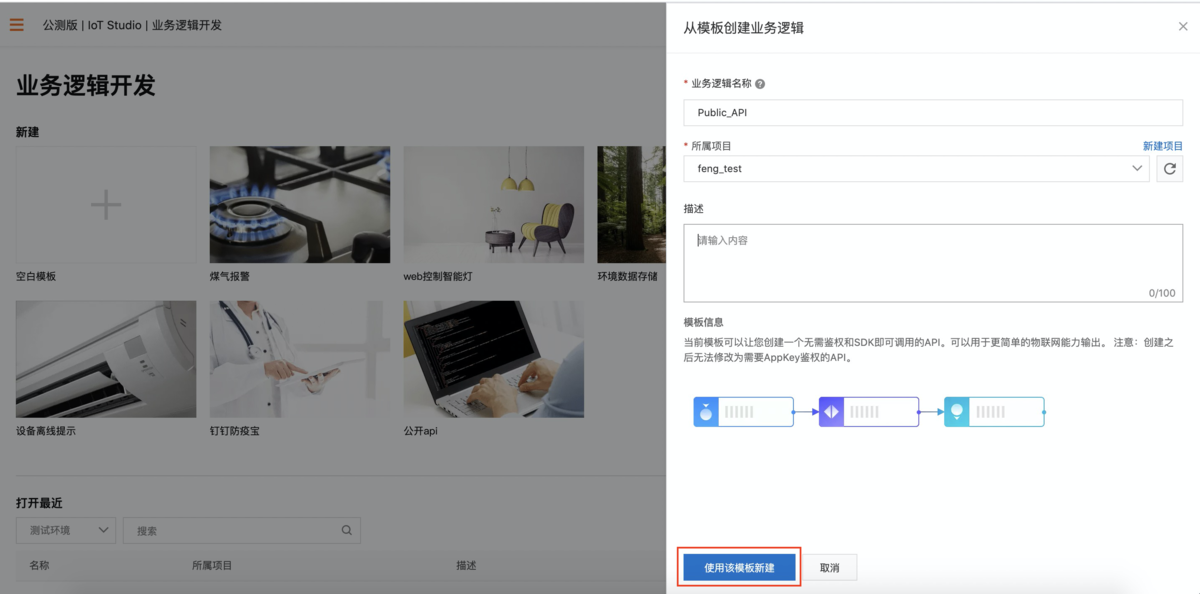 公测版 | IoT Studio | 业务逻辑开发
业务逻辑开发
新建
空白模板
煤气报警
web控制智能灯
环境数据存储
设备离线提示
钉钉防疫宝
公开api
打开最近
测试环境
搜索
名称
所属项目
描述
从模板创建业务逻辑
* 业务逻辑名称
Public_API
* 所属项目
新建项目
feng_test
描述
请输入内容
0/100
模板信息
当前模板可以让您创建一个无需鉴权和SDK即可调用的API。可以用于更简单的物联网能力输出。 注意：创建之
后无法修改为需要AppKey鉴权的API。
使用该模板新建
取消